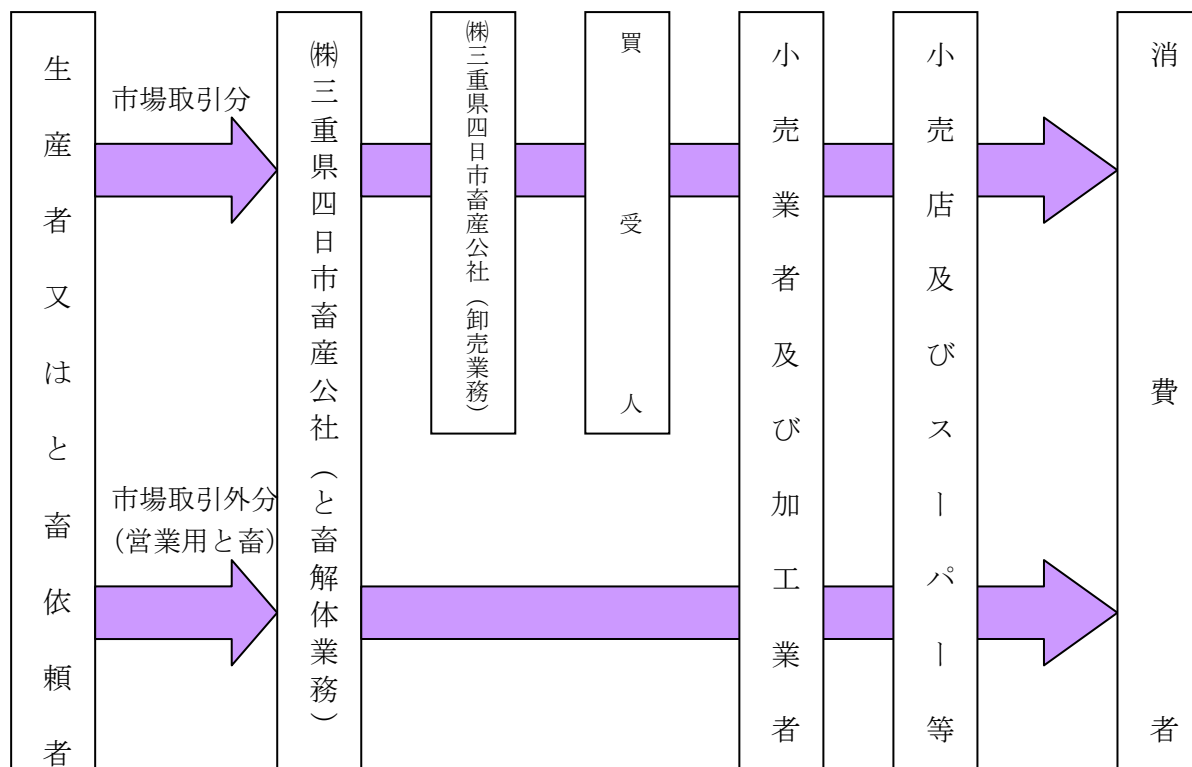 生産者又はと畜依頼者
市場取引分
市場取引外分
（営業用と畜）
㈱三重県四日市畜産公社（と畜解体業務）
㈱三重県四日市畜産公社（卸売業務）
買受人
小売業者及び加工業者
小売店及びスーパー等
消費者